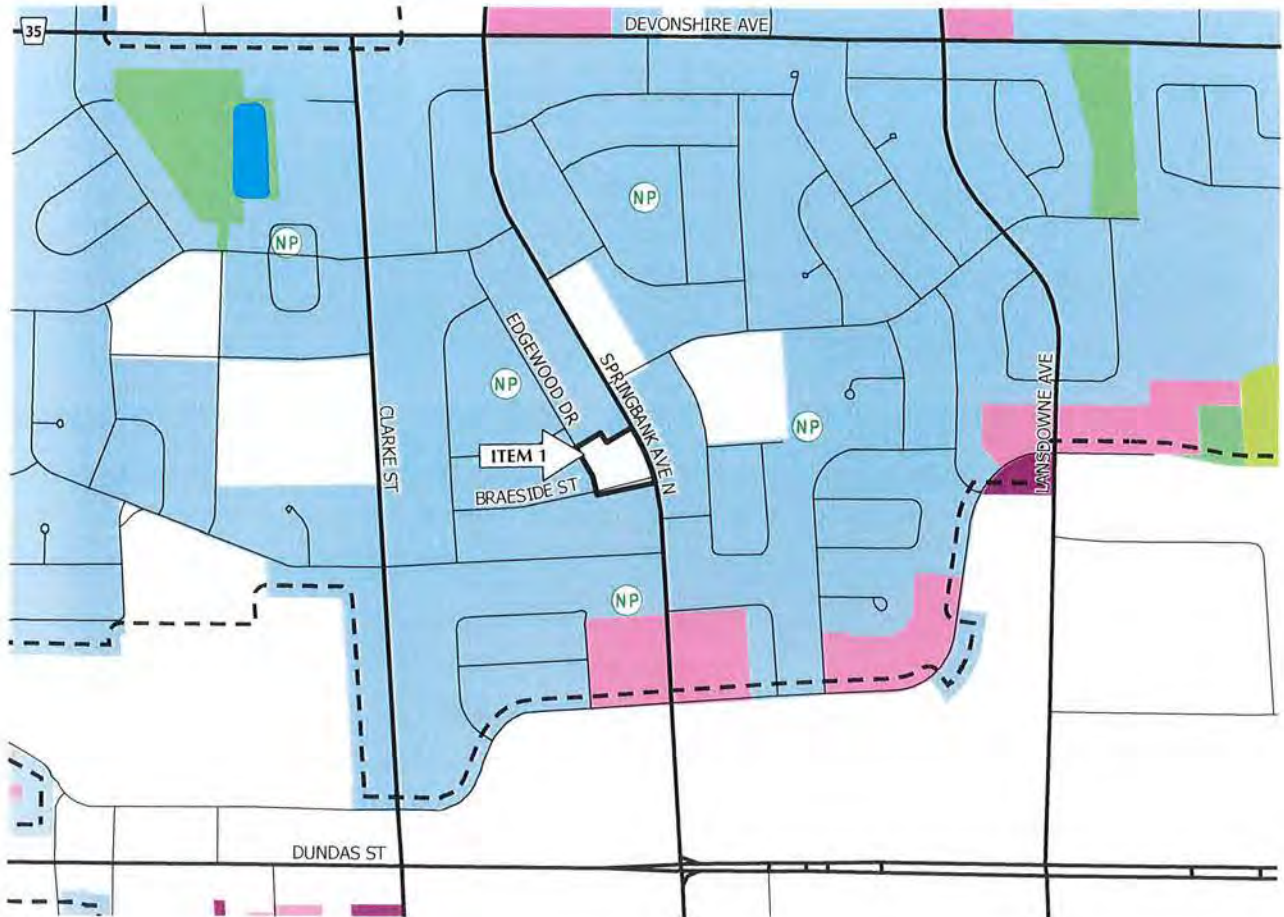 35
DEVONSHIRE AVE
NP
NP
EDGEWOOD DR
SPRINGBANK AVE N
NP
LANSDOWNE AVE
CLARKE ST
NP
ITEM 1
BRAESIDE ST
NP
DUNDAS ST